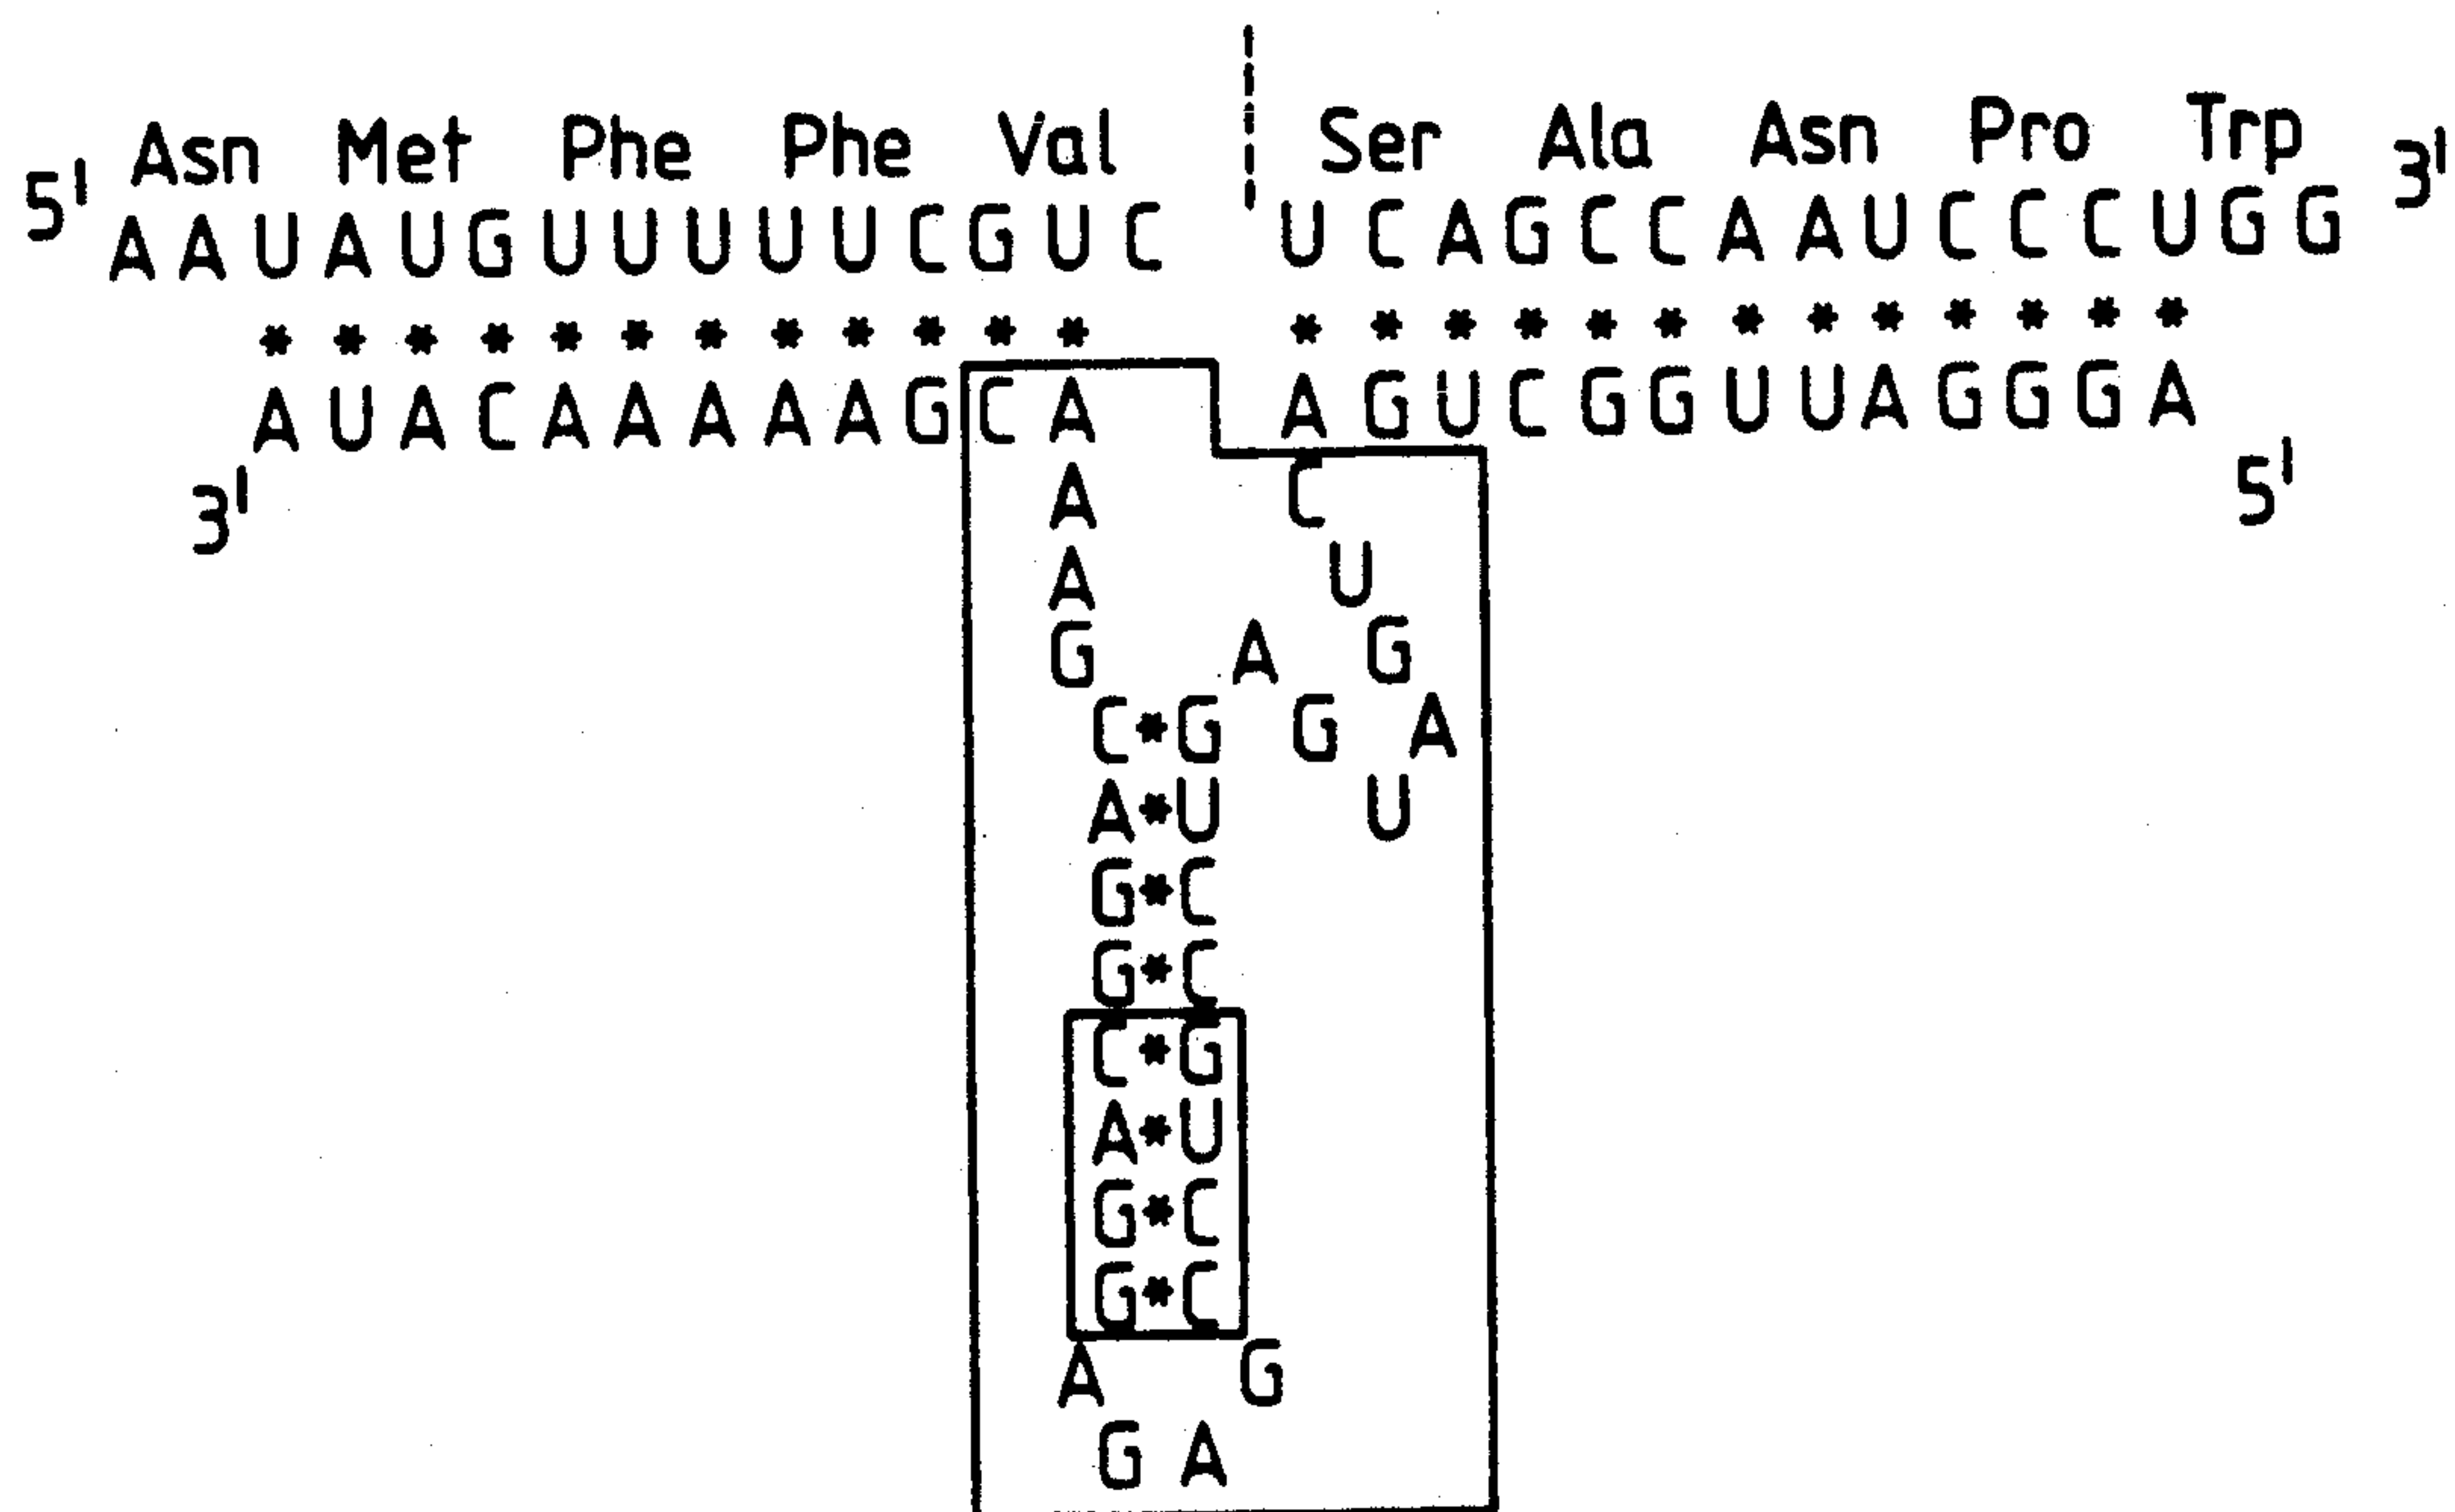 Asn Met Phe Phe Val Ser Ala Asn Pro Trp
5' AAUAUGUUUUUCGUC UCAGCCAAUCCCUGG 3'
* * * * * * * * * * * * * * * * * * * * * * * * *
AUACAAAAAGCA AGUCGGUUAGGGA
3' A C 5'
A U
G A G
C*G G A
A*U U
G*C
G*C
C*G
A*U
G*C
G*C
A G
G A